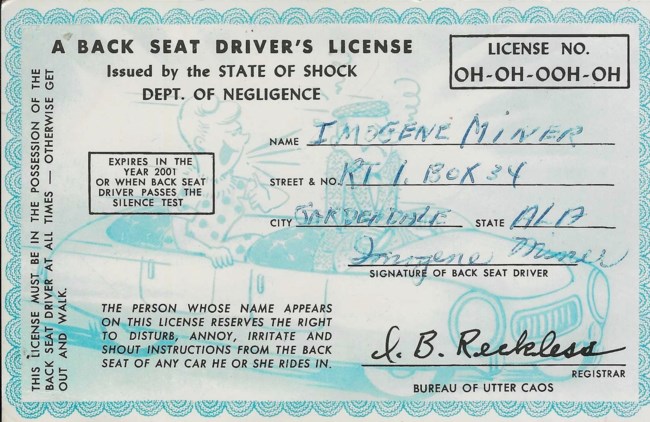 A BACK SEAT DRIVER'S LICENSE
Issued by the STATE OF SHOCK
DEPT. OF NEGLIGENCE
LICENSE NO.
OH-OH-OOH-OH
NAME IMOGENE MINER
EXPIRES IN THE
YEAR 2001
OR WHEN BACK SEAT
DRIVER PASSES THE
SILENCE TEST
STREET & NO. RT 1. BOX 34
CITY GARDENDALE STATE ALA
Imogene Miner
SIGNATURE OF BACK SEAT DRIVER
THE PERSON WHOSE NAME APPEARS
ON THIS LICENSE RESERVES THE RIGHT
TO DISTURB, ANNOY, IRRITATE AND
SHOUT INSTRUCTIONS FROM THE BACK
SEAT OF ANY CAR HE OR SHE RIDES IN.
I. B. Reckless
REGISTRAR
BUREAU OF UTTER CAOS
THIS LICENSE MUST BE IN THE POSSESSION OF THE
BACK SEAT DRIVER AT ALL TIMES — OTHERWISE GET
OUT AND WALK.